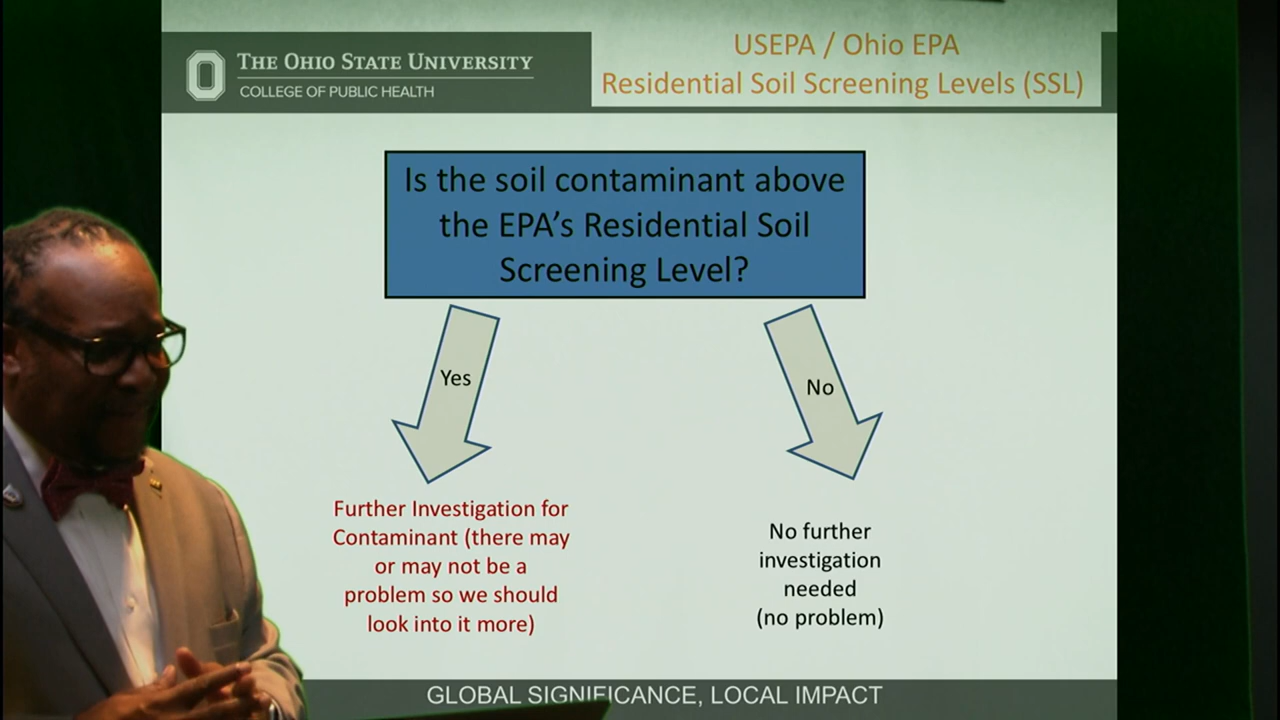 THE OHIO STATE UNIVERSITY
COLLEGE OF PUBLIC HEALTH
USEPA / Ohio EPA
Residential Soil Screening Levels (SSL)
Is the soil contaminant above
the EPA’s Residential Soil
Screening Level?
Yes
No
Further Investigation for
Contaminant (there may
or may not be a
problem so we should
look into it more)
No further
investigation
needed
(no problem)
GLOBAL SIGNIFICANCE, LOCAL IMPACT